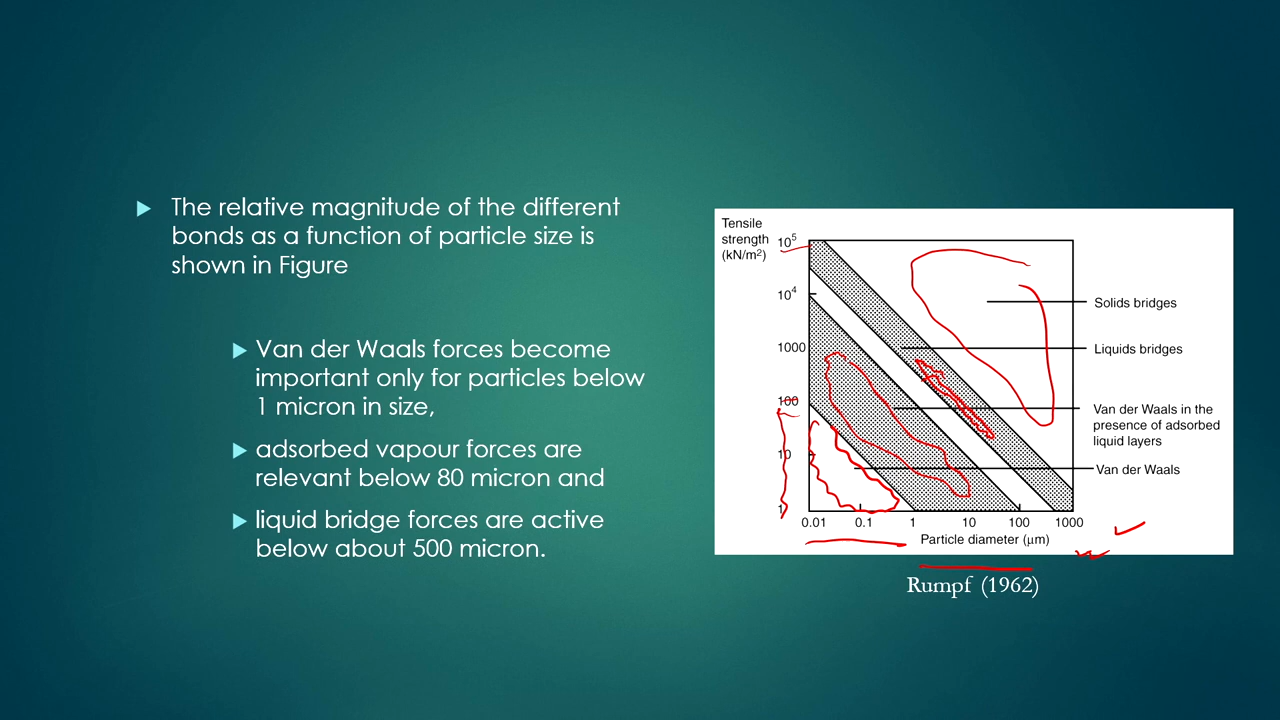 The relative magnitude of the different
bonds as a function of particle size is
shown in Figure
Van der Waals forces become
important only for particles below
1 micron in size,
adsorbed vapour forces are
relevant below 80 micron and
liquid bridge forces are active
below about 500 micron.
Tensile
strength
(kN/m²)
10⁵
10⁴
1000
100
10
1
0.01 0.1 1 10 100 1000
Particle diameter (μm)
Solids bridges
Liquids bridges
Van der Waals in the
presence of adsorbed
liquid layers
Van der Waals
Rumpf (1962)